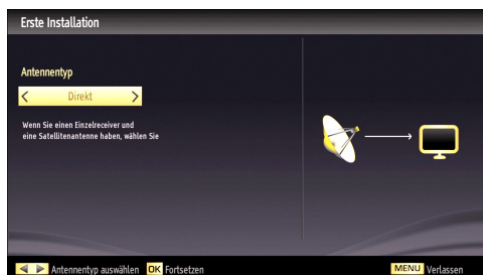 Erste Installation
Antennentyp
Direkt
Wenn Sie einen Einzelreceiver und
eine Satellitenantenne haben, wählen Sie
Antennentyp auswählen OK Fortsetzen MENU Verlassen